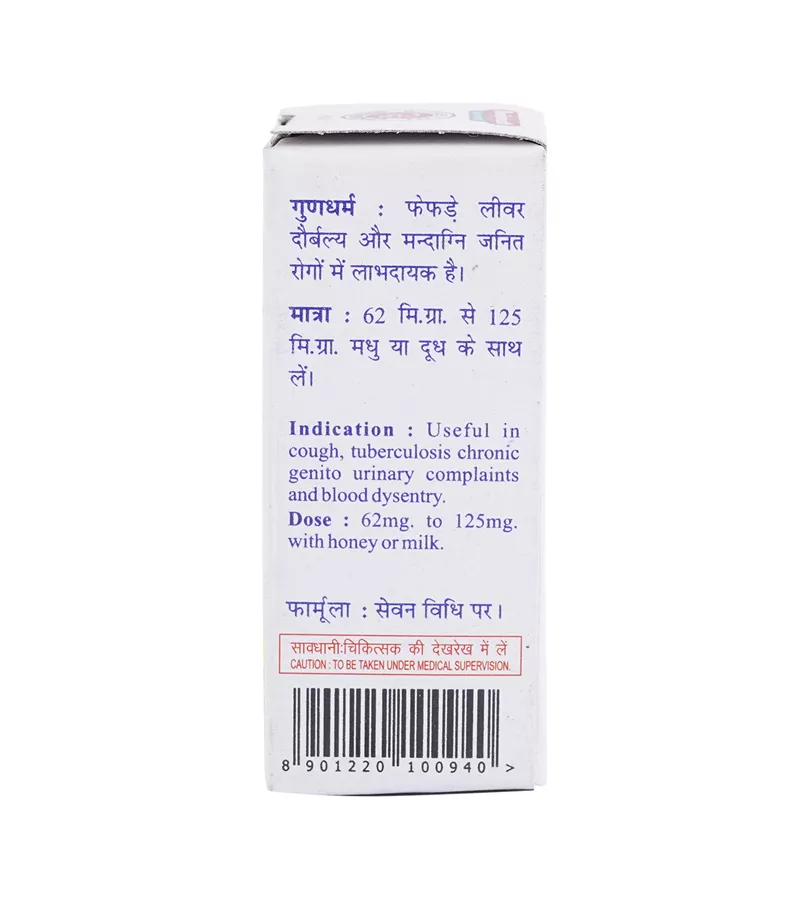 गुणधर्म : फेफड़े लीवर
दौर्बल्य और मन्दाग्नि जनित
रोगों में लाभदायक है।
मात्रा : 62 मि.ग्रा. से 125
मि.ग्रा. मधु या दूध के साथ
लें।
Indication : Useful in
cough, tuberculosis chronic
genito urinary complaints
and blood dysentry.
Dose : 62mg. to 125mg.
with honey or milk.
फार्मूला : सेवन विधि पर।
सावधानी:चिकित्सक की देखरेख में लें
CAUTION : TO BE TAKEN UNDER MEDICAL SUPERVISION.
8 901220 100940 >